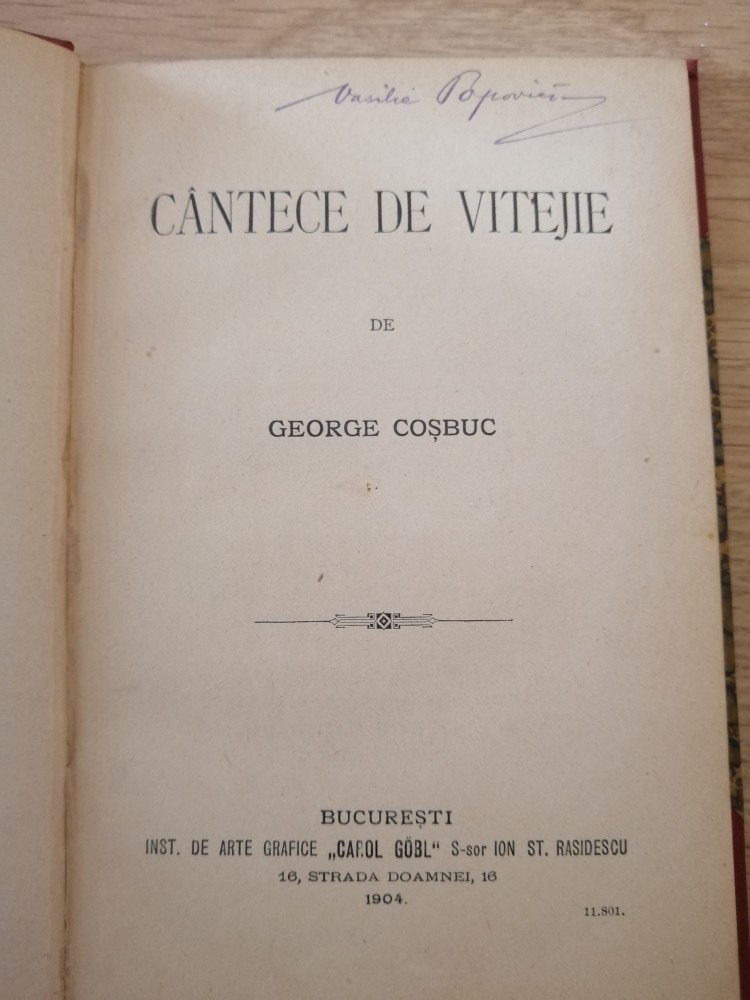 Vasilie Popovici
CÂNTECE DE VITEJIE
DE
GEORGE COȘBUC
BUCUREȘTI
INST. DE ARTE GRAFICE „CAROL GÖBL“ S-sor ION ST. RASIDESCU
16, STRADA DOAMNEI, 16
1904.
11.801.